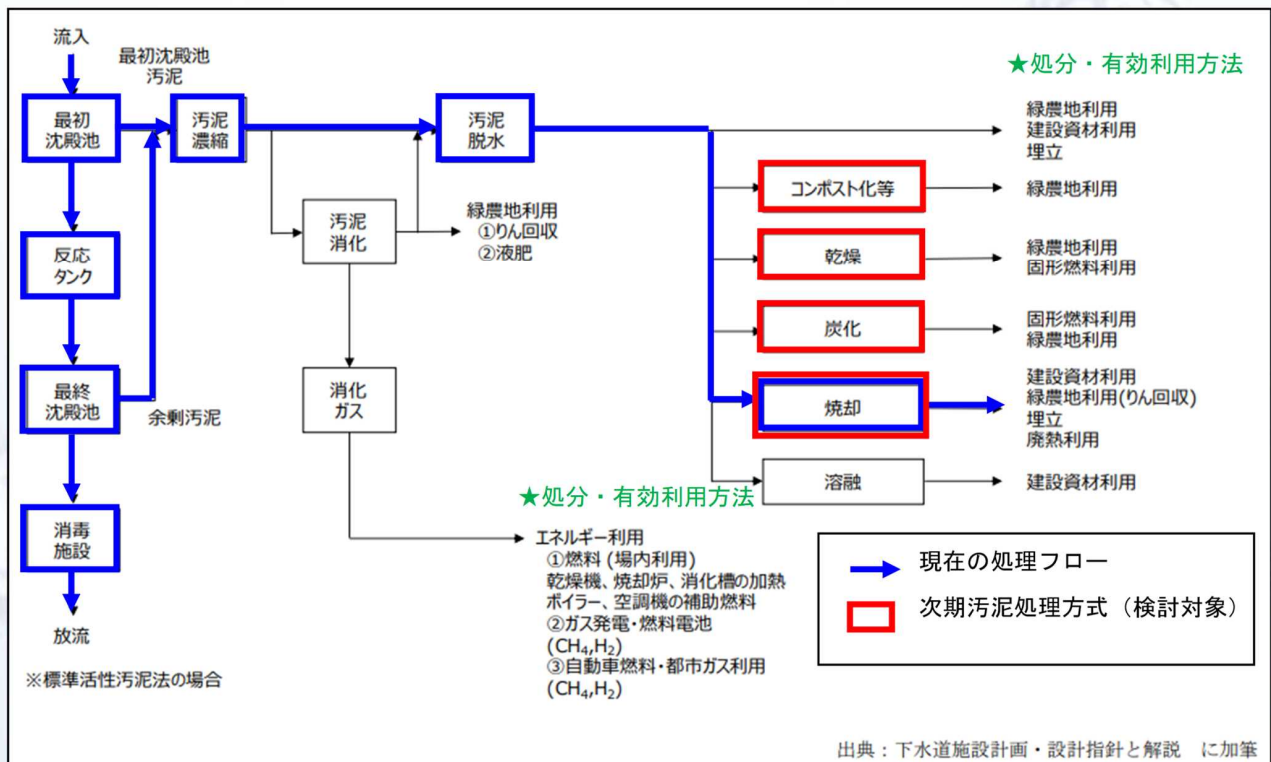 流入
最初沈殿池
汚泥
★処分・有効利用方法
最初
沈殿池
汚泥
濃縮
汚泥
脱水
緑農地利用
建設資材利用
埋立
コンポスト化等
緑農地利用
汚泥
消化
緑農地利用
①りん回収
②液肥
反応
タンク
乾燥
緑農地利用
固形燃料利用
炭化
固形燃料利用
緑農地利用
最終
沈殿池
余剰汚泥
消化
ガス
焼却
建設資材利用
緑農地利用(りん回収)
埋立
廃熱利用
溶融
建設資材利用
消毒
施設
放流
※標準活性汚泥法の場合
★処分・有効利用方法
エネルギー利用
①燃料 (場内利用)
乾燥機、焼却炉、消化槽の加熱
ボイラー、空調機の補助燃料
②ガス発電・燃料電池
(CH₄,H₂)
③自動車燃料・都市ガス利用
(CH₄,H₂)
現在の処理フロー
次期汚泥処理方式（検討対象）
出典：下水道施設計画・設計指針と解説　に加筆